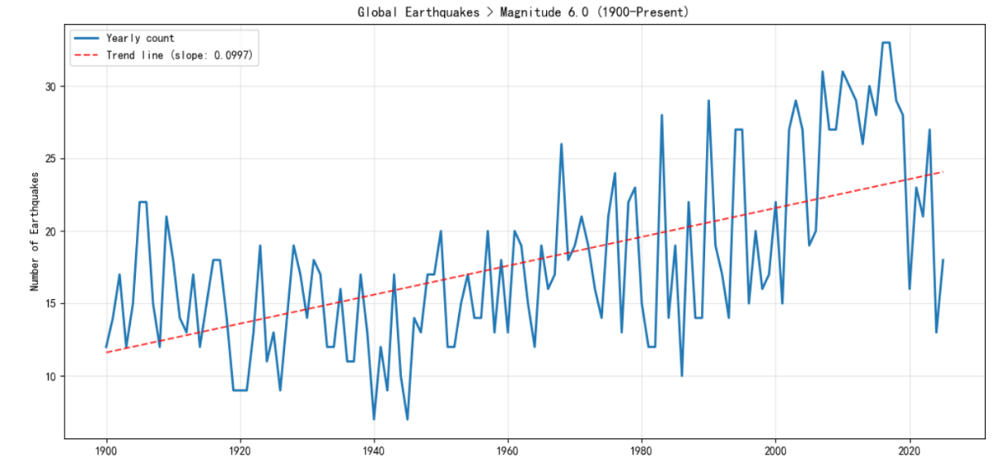 Global Earthquakes > Magnitude 6.0 (1900-Present)
Yearly count
Trend line (slope: 0.0997)
Number of Earthquakes
30
25
20
15
10
1900 1920 1940 1960 1980 2000 2020